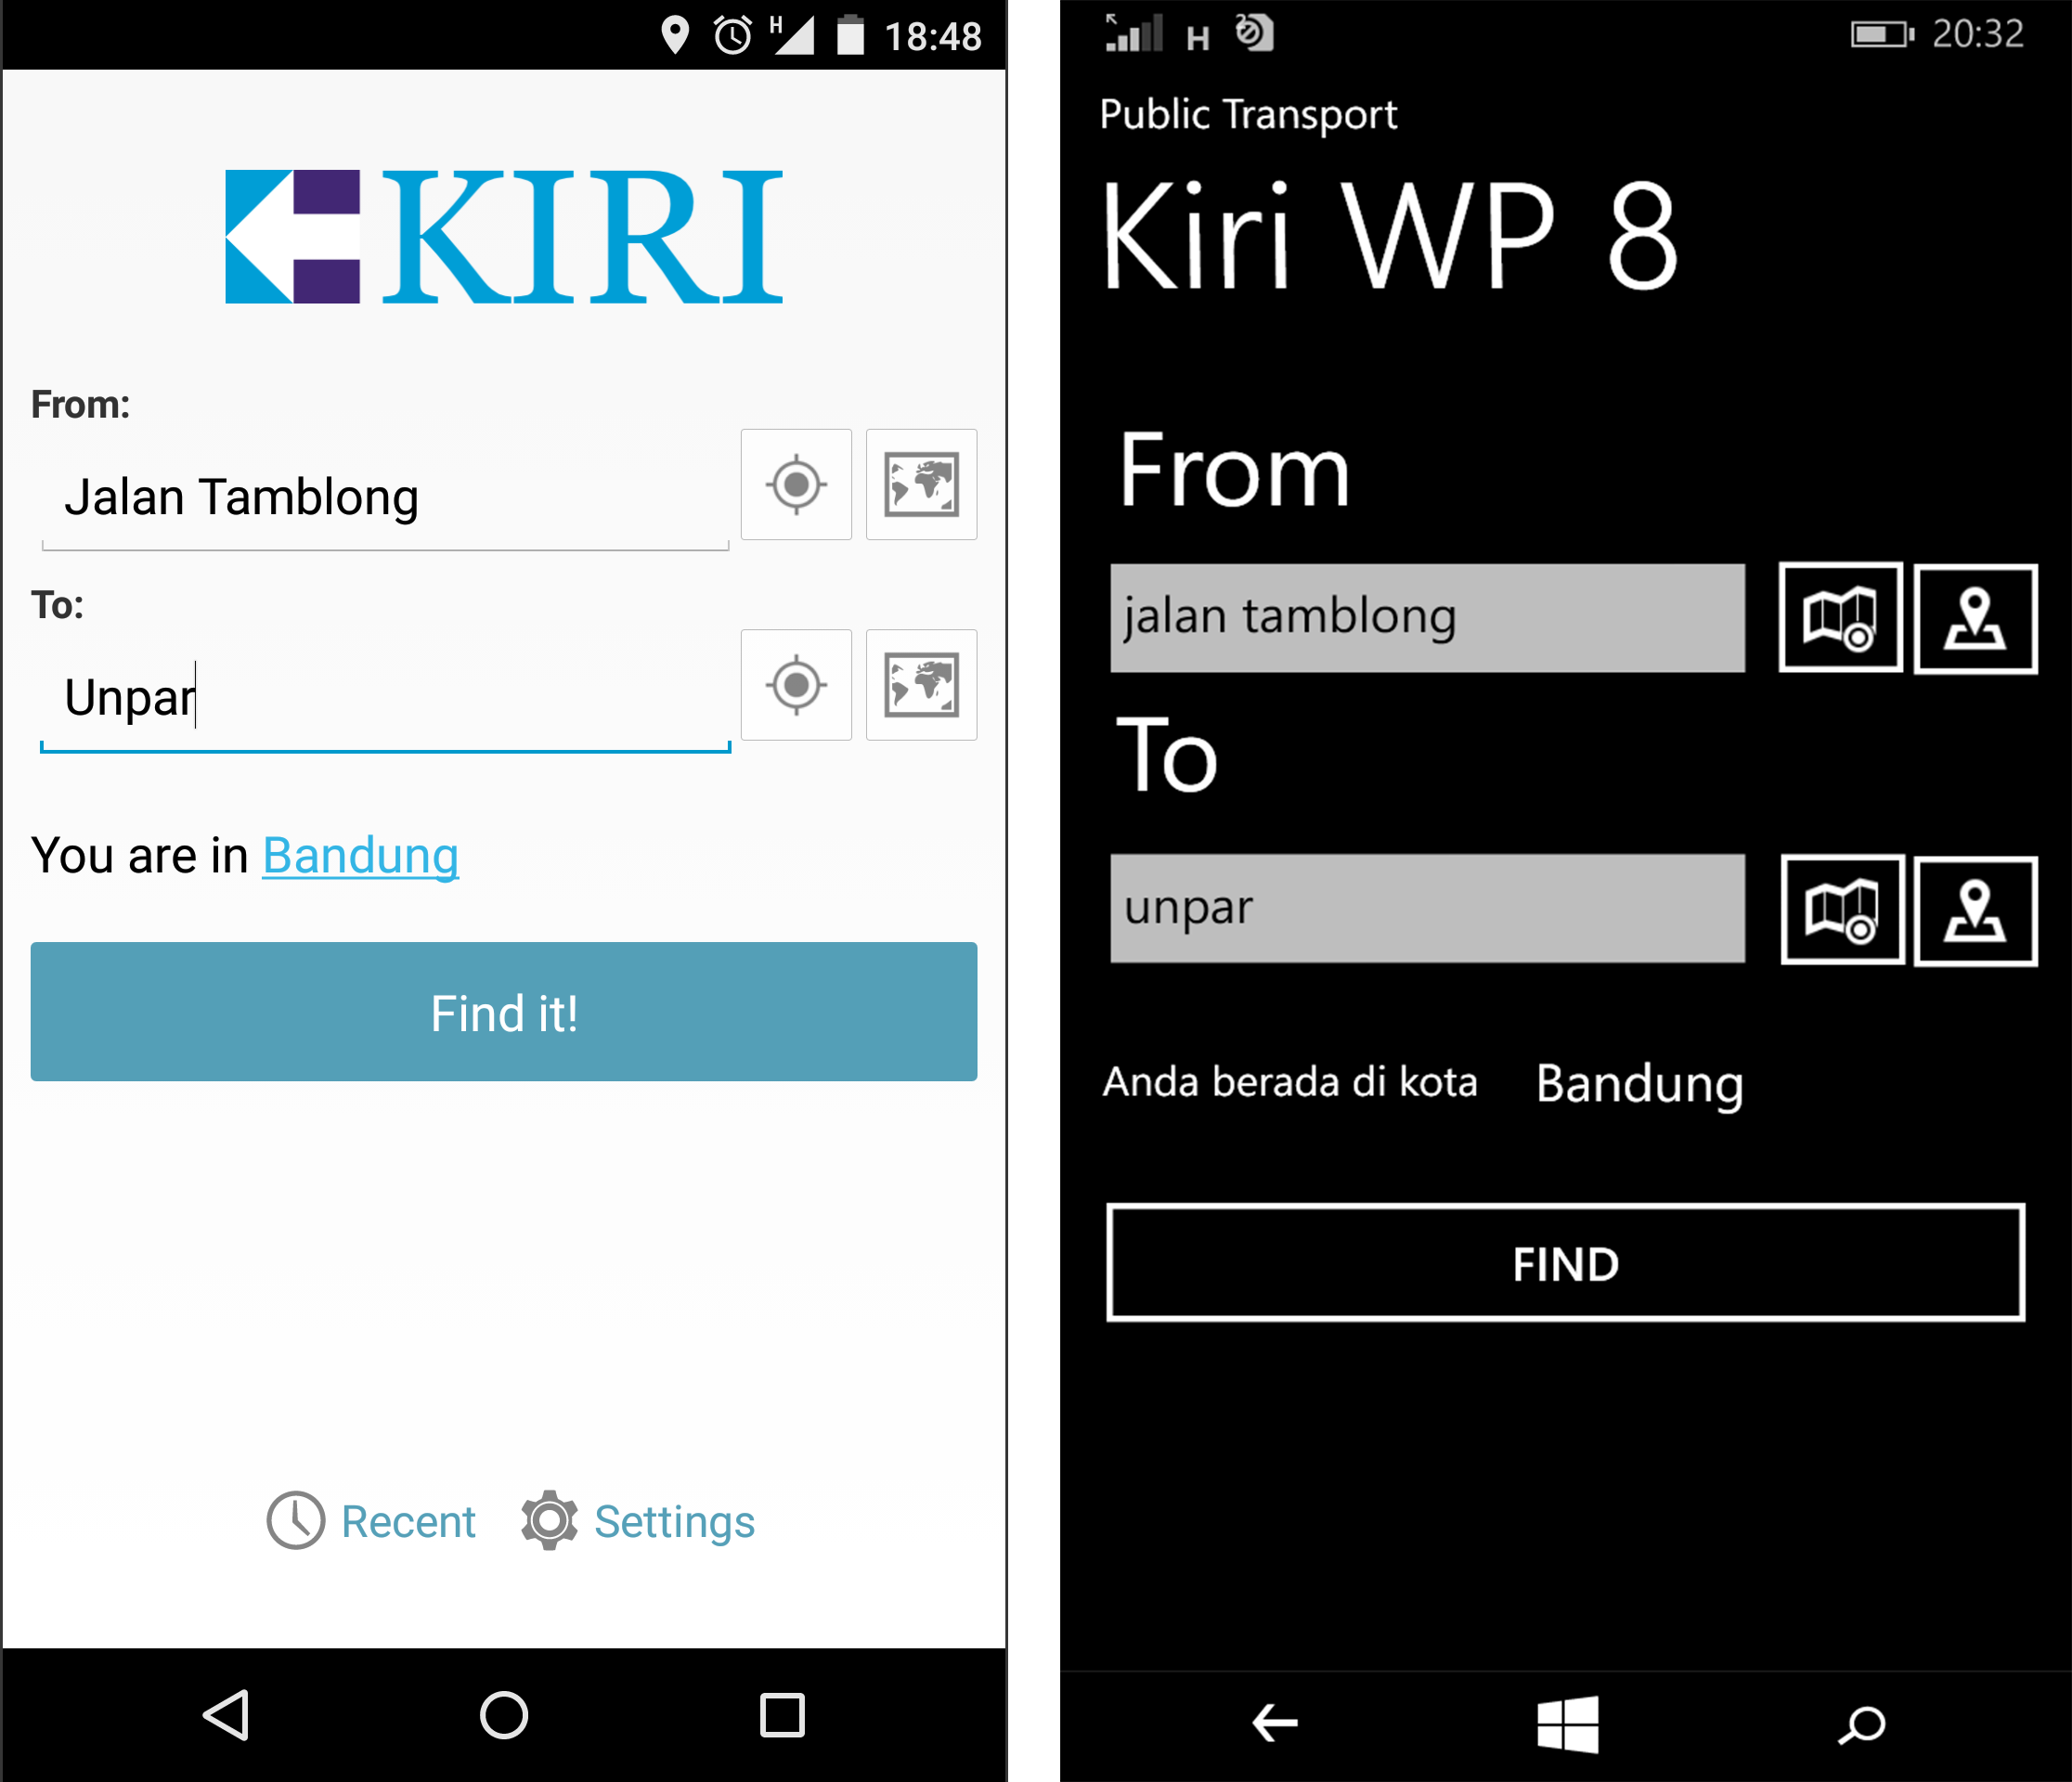 H
18:48
KIRI
From:
Jalan Tamblong
To:
Unpar
You are in Bandung
Find it!
Recent
Settings
H
2
20:32
Public Transport
Kiri WP 8
From
jalan tamblong
To
unpar
Anda berada di kota Bandung
FIND